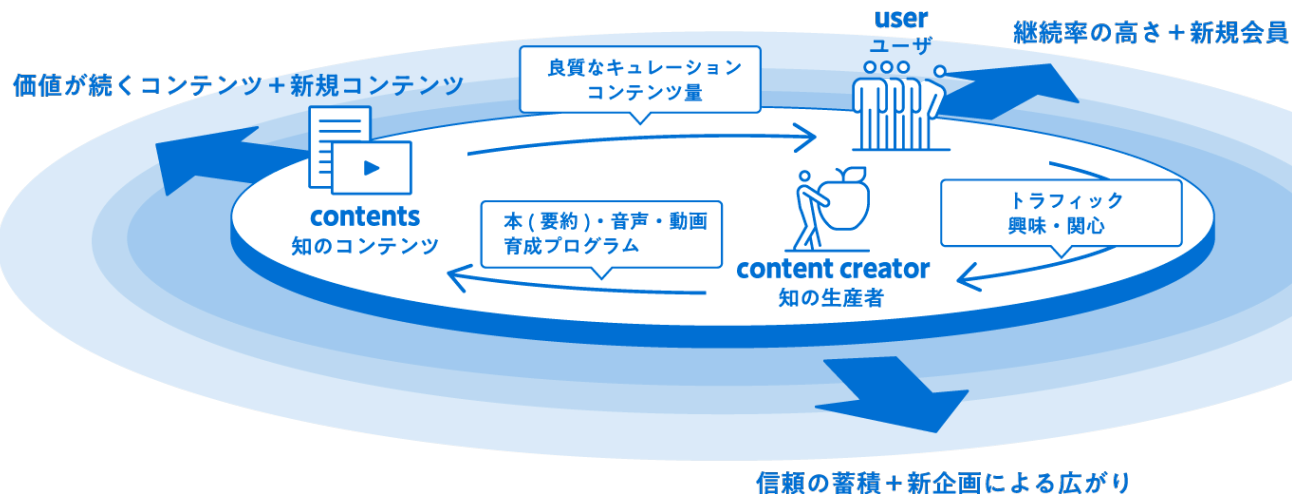 user
ユーザ
継続率の高さ＋新規会員
価値が続くコンテンツ＋新規コンテンツ
良質なキュレーション
コンテンツ量
contents
知のコンテンツ
本(要約)・音声・動画
育成プログラム
content creator
知の生産者
トラフィック
興味・関心
信頼の蓄積＋新企画による広がり